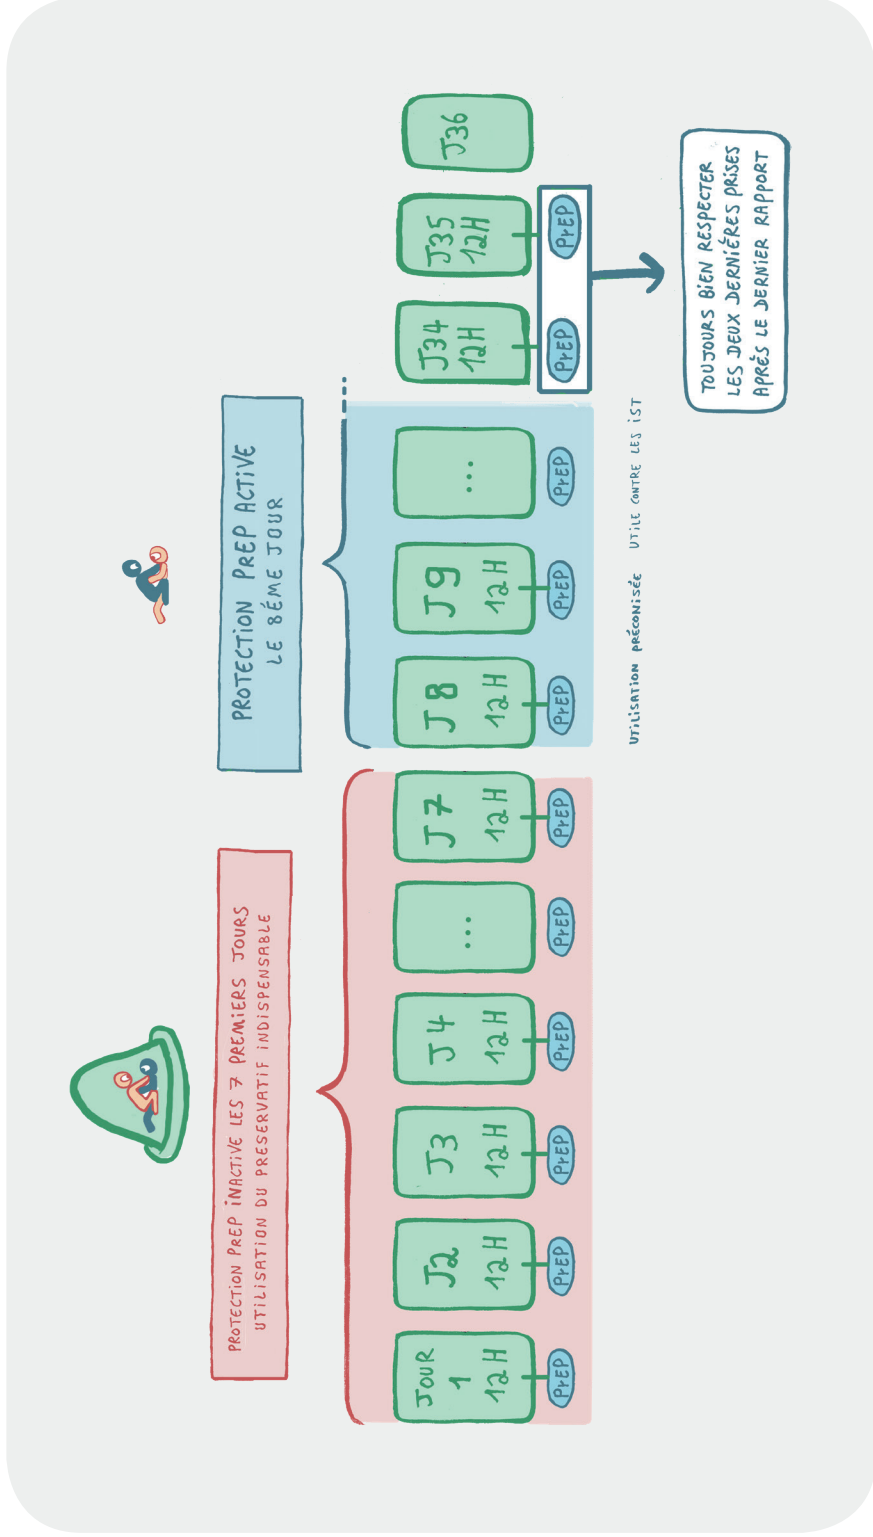 PROTECTION PREP INACTIVE LES 7 PREMIERS JOURS
UTILISATION DU PRESERVATIF INDISPENSABLE
PROTECTION PREP ACTIVE
LE 8ÉME JOUR
JOUR
1
12H
PrEP
J2
12H
PrEP
J3
12H
PrEP
J4
12H
PrEP
...
PrEP
J7
12H
PrEP
J8
12H
PrEP
J9
12H
PrEP
...
PrEP
J34
12H
PrEP
J35
12H
PrEP
J36
UTILISATION PRÉCONISÉE UTILE CONTRE LES IST
TOUJOURS BIEN RESPECTER
LES DEUX DERNIÉRES PRISES
APRÉS LE DERNIER RAPPORT